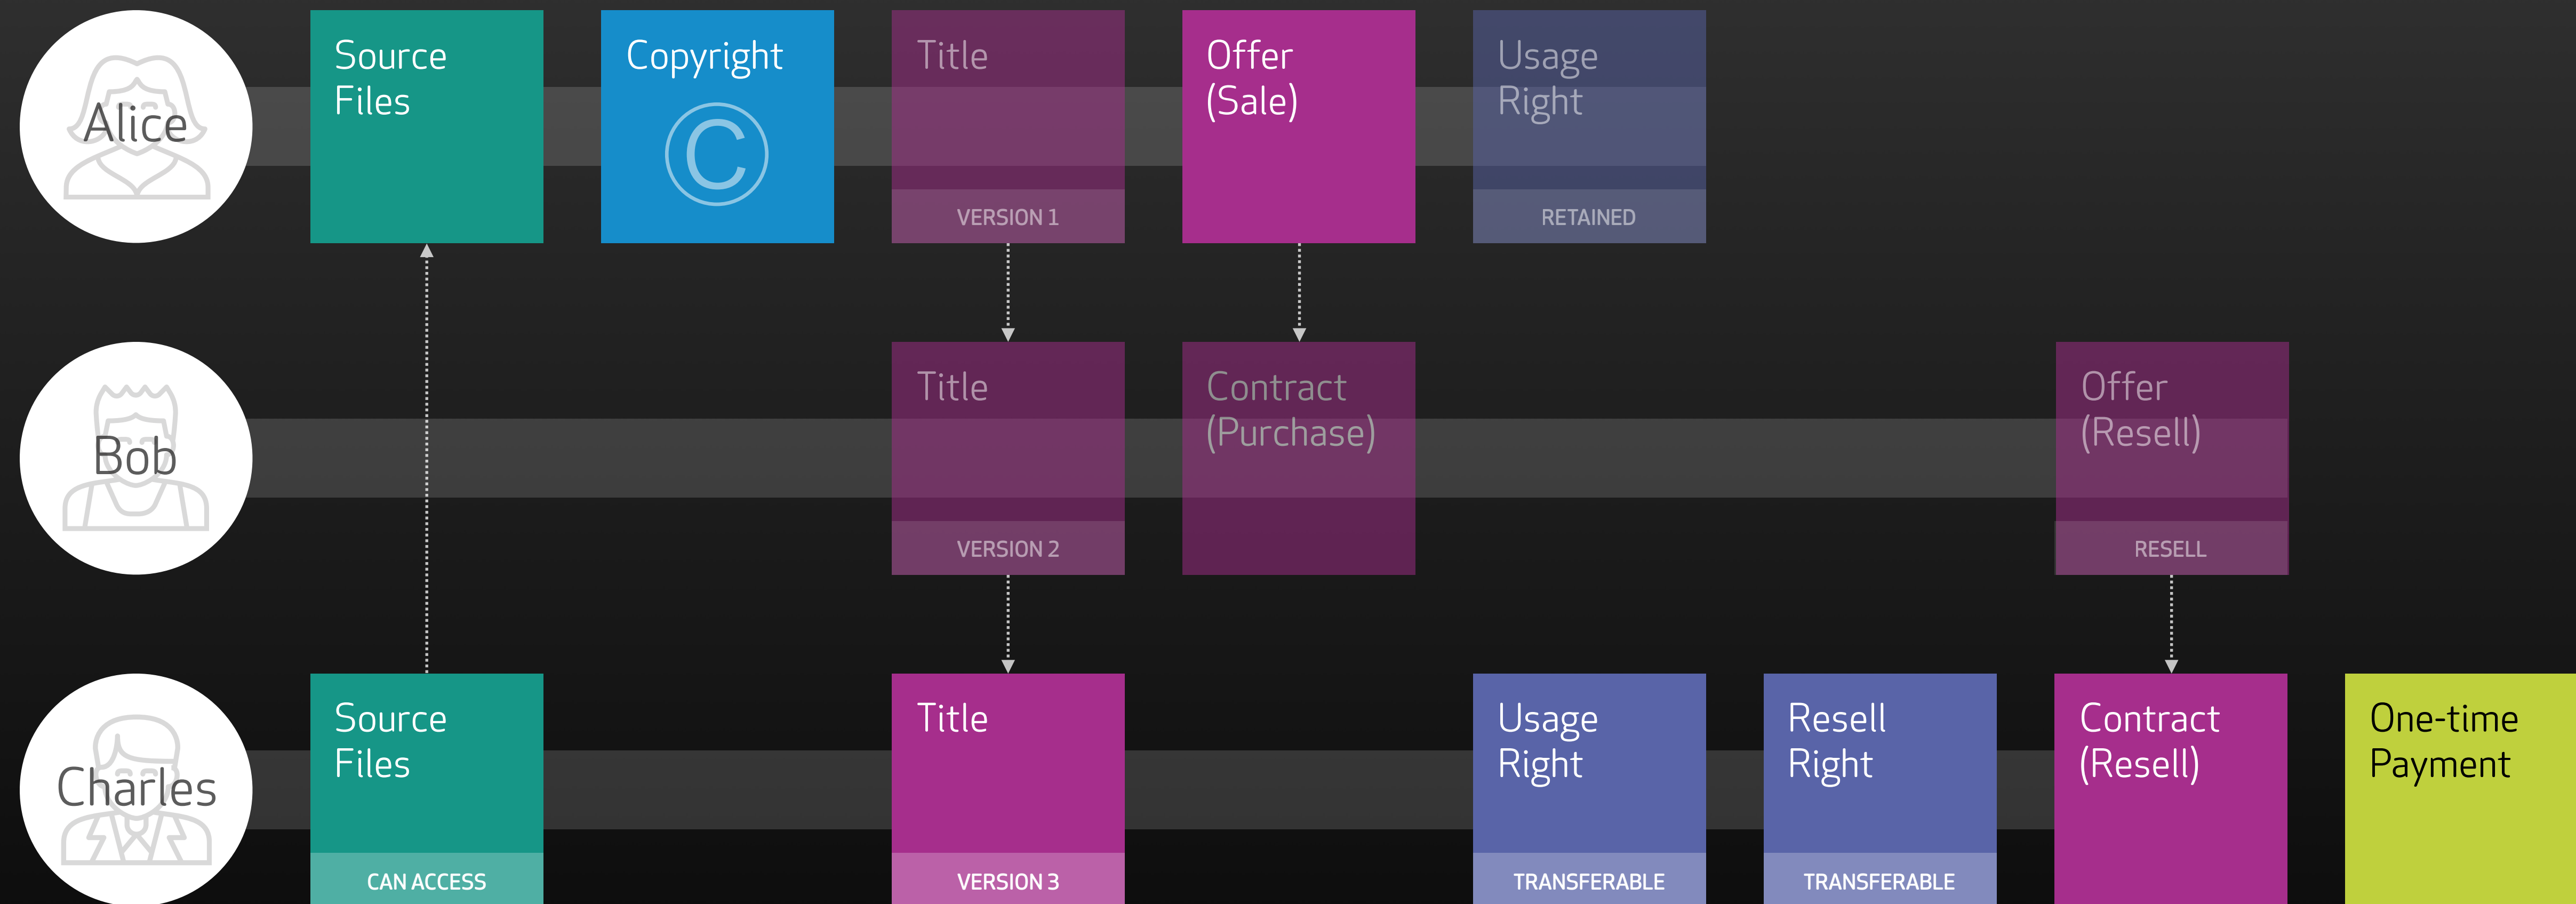 Alice
Source
Files
Copyright
©
Title
VERSION 1
Offer
(Sale)
Usage
Right
RETAINED
Bob
Title
VERSION 2
Contract
(Purchase)
Offer
(Resell)
RESELL
Charles
Source
Files
CAN ACCESS
Title
VERSION 3
Usage
Right
TRANSFERABLE
Resell
Right
TRANSFERABLE
Contract
(Resell)
One-time
Payment